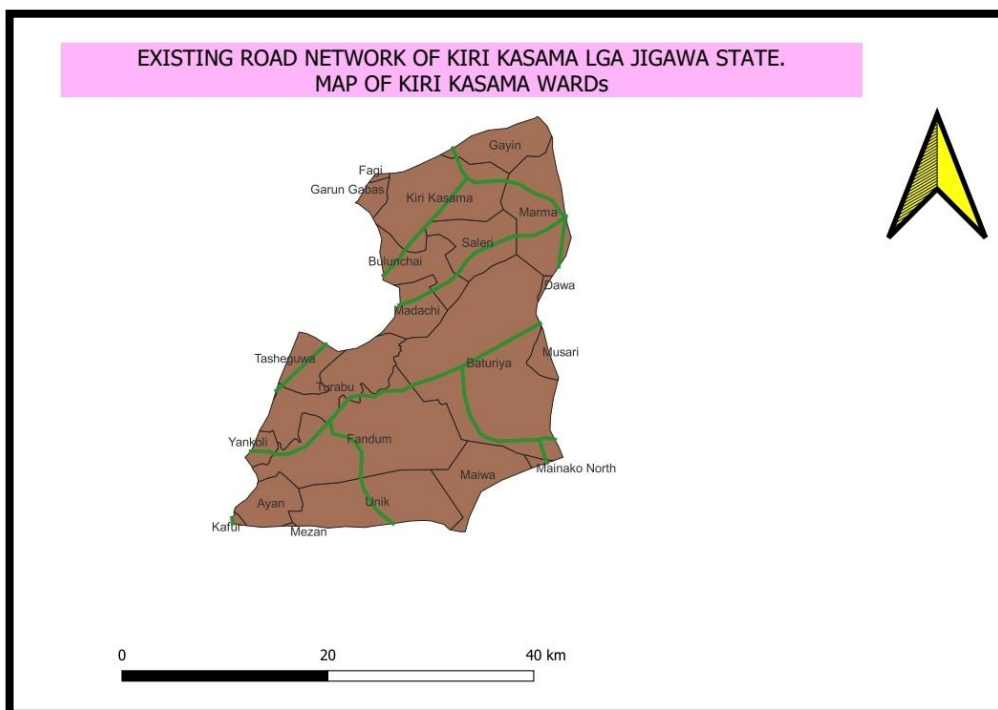 EXISTING ROAD NETWORK OF KIRI KASAMA LGA JIGAWA STATE.
MAP OF KIRI KASAMA WARDs
Gayin
Fagi
Garun Gabas
Kiri Kasama
Marma
Saleri
Bulunchai
Dawa
Madachi
Musari
Tasheguwa
Baturiya
Turabu
Yankoli
Fandum
Mainako North
Maiwa
Ayan
Unik
Kafur
Mezan
0 20 40 km